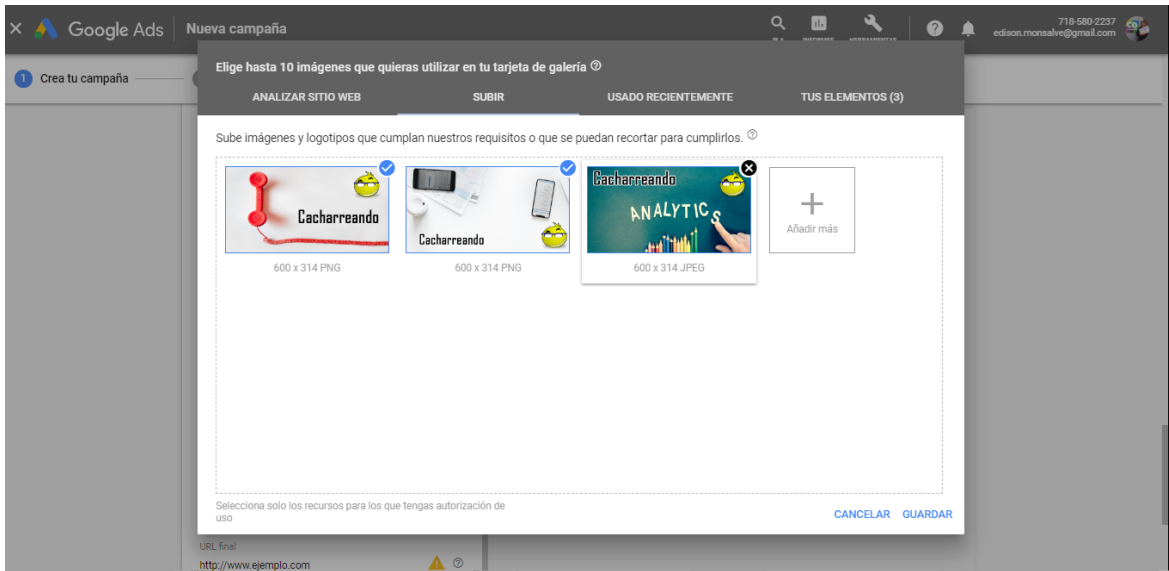 Google Ads
Nueva campaña
718-580-2237
HERRAMIENTAS
edison.monsalve@gmail.com
1 Crea tu campaña
Elige hasta 10 imágenes que quieras utilizar en tu tarjeta de galería
ANALIZAR SITIO WEB
SUBIR
USADO RECIENTEMENTE
TUS ELEMENTOS (3)
Sube imágenes y logotipos que cumplan nuestros requisitos o que se puedan recortar para cumplirlos.
Cacharreando
Cacharreando
Cacharreando
ANALYTICS
Añadir más
600 x 314 PNG
600 x 314 PNG
600 x 314 JPEG
Selecciona solo los recursos para los que tengas autorización de
uso
CANCELAR
GUARDAR
URL final
http://www.ejemplo.com